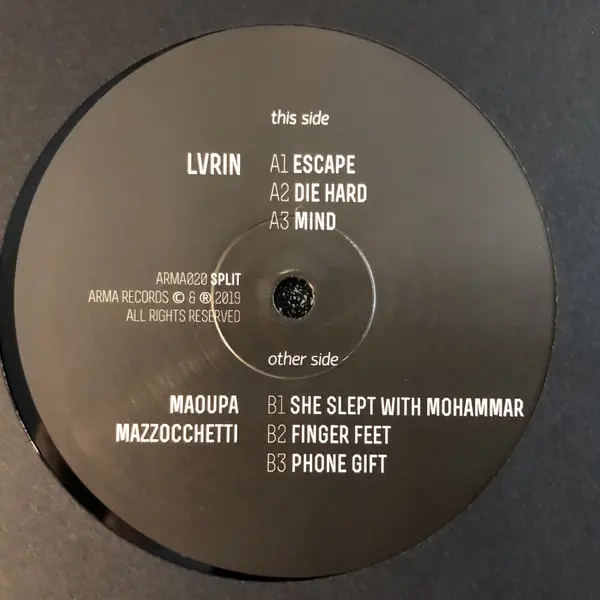 this side
LVRIN A1 ESCAPE
A2 DIE HARD
A3 MIND
ARMA020 SPLIT
ARMA RECORDS © & ® 2019
ALL RIGHTS RESERVED
other side
MAOUPA B1 SHE SLEPT WITH MOHAMMAR
MAZZOCCHETTI B2 FINGER FEET
B3 PHONE GIFT